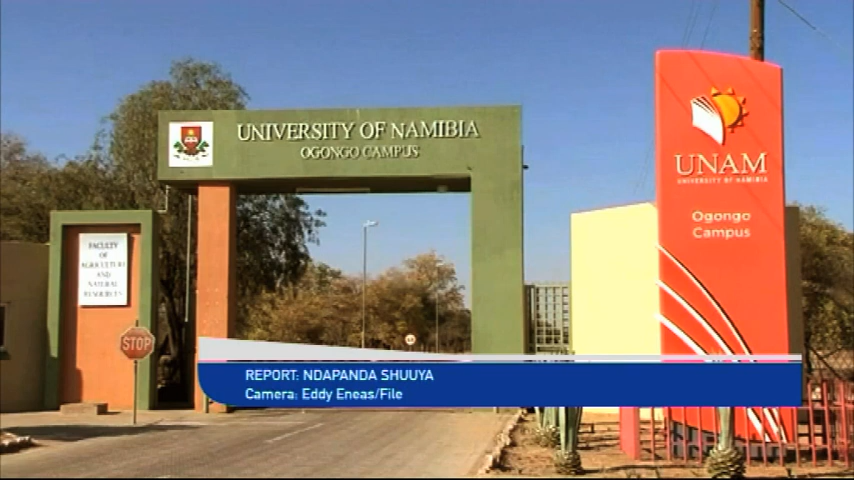 UNIVERSITY OF NAMIBIA
OGONGO CAMPUS
UNAM
UNIVERSITY OF NAMIBIA
Ogongo
Campus
FACULTY
OF
AGRICULTURE
AND
NATURAL
RESOURCES
STOP
REPORT: NDAPANDA SHUUYA
Camera: Eddy Eneas/File
UNAM